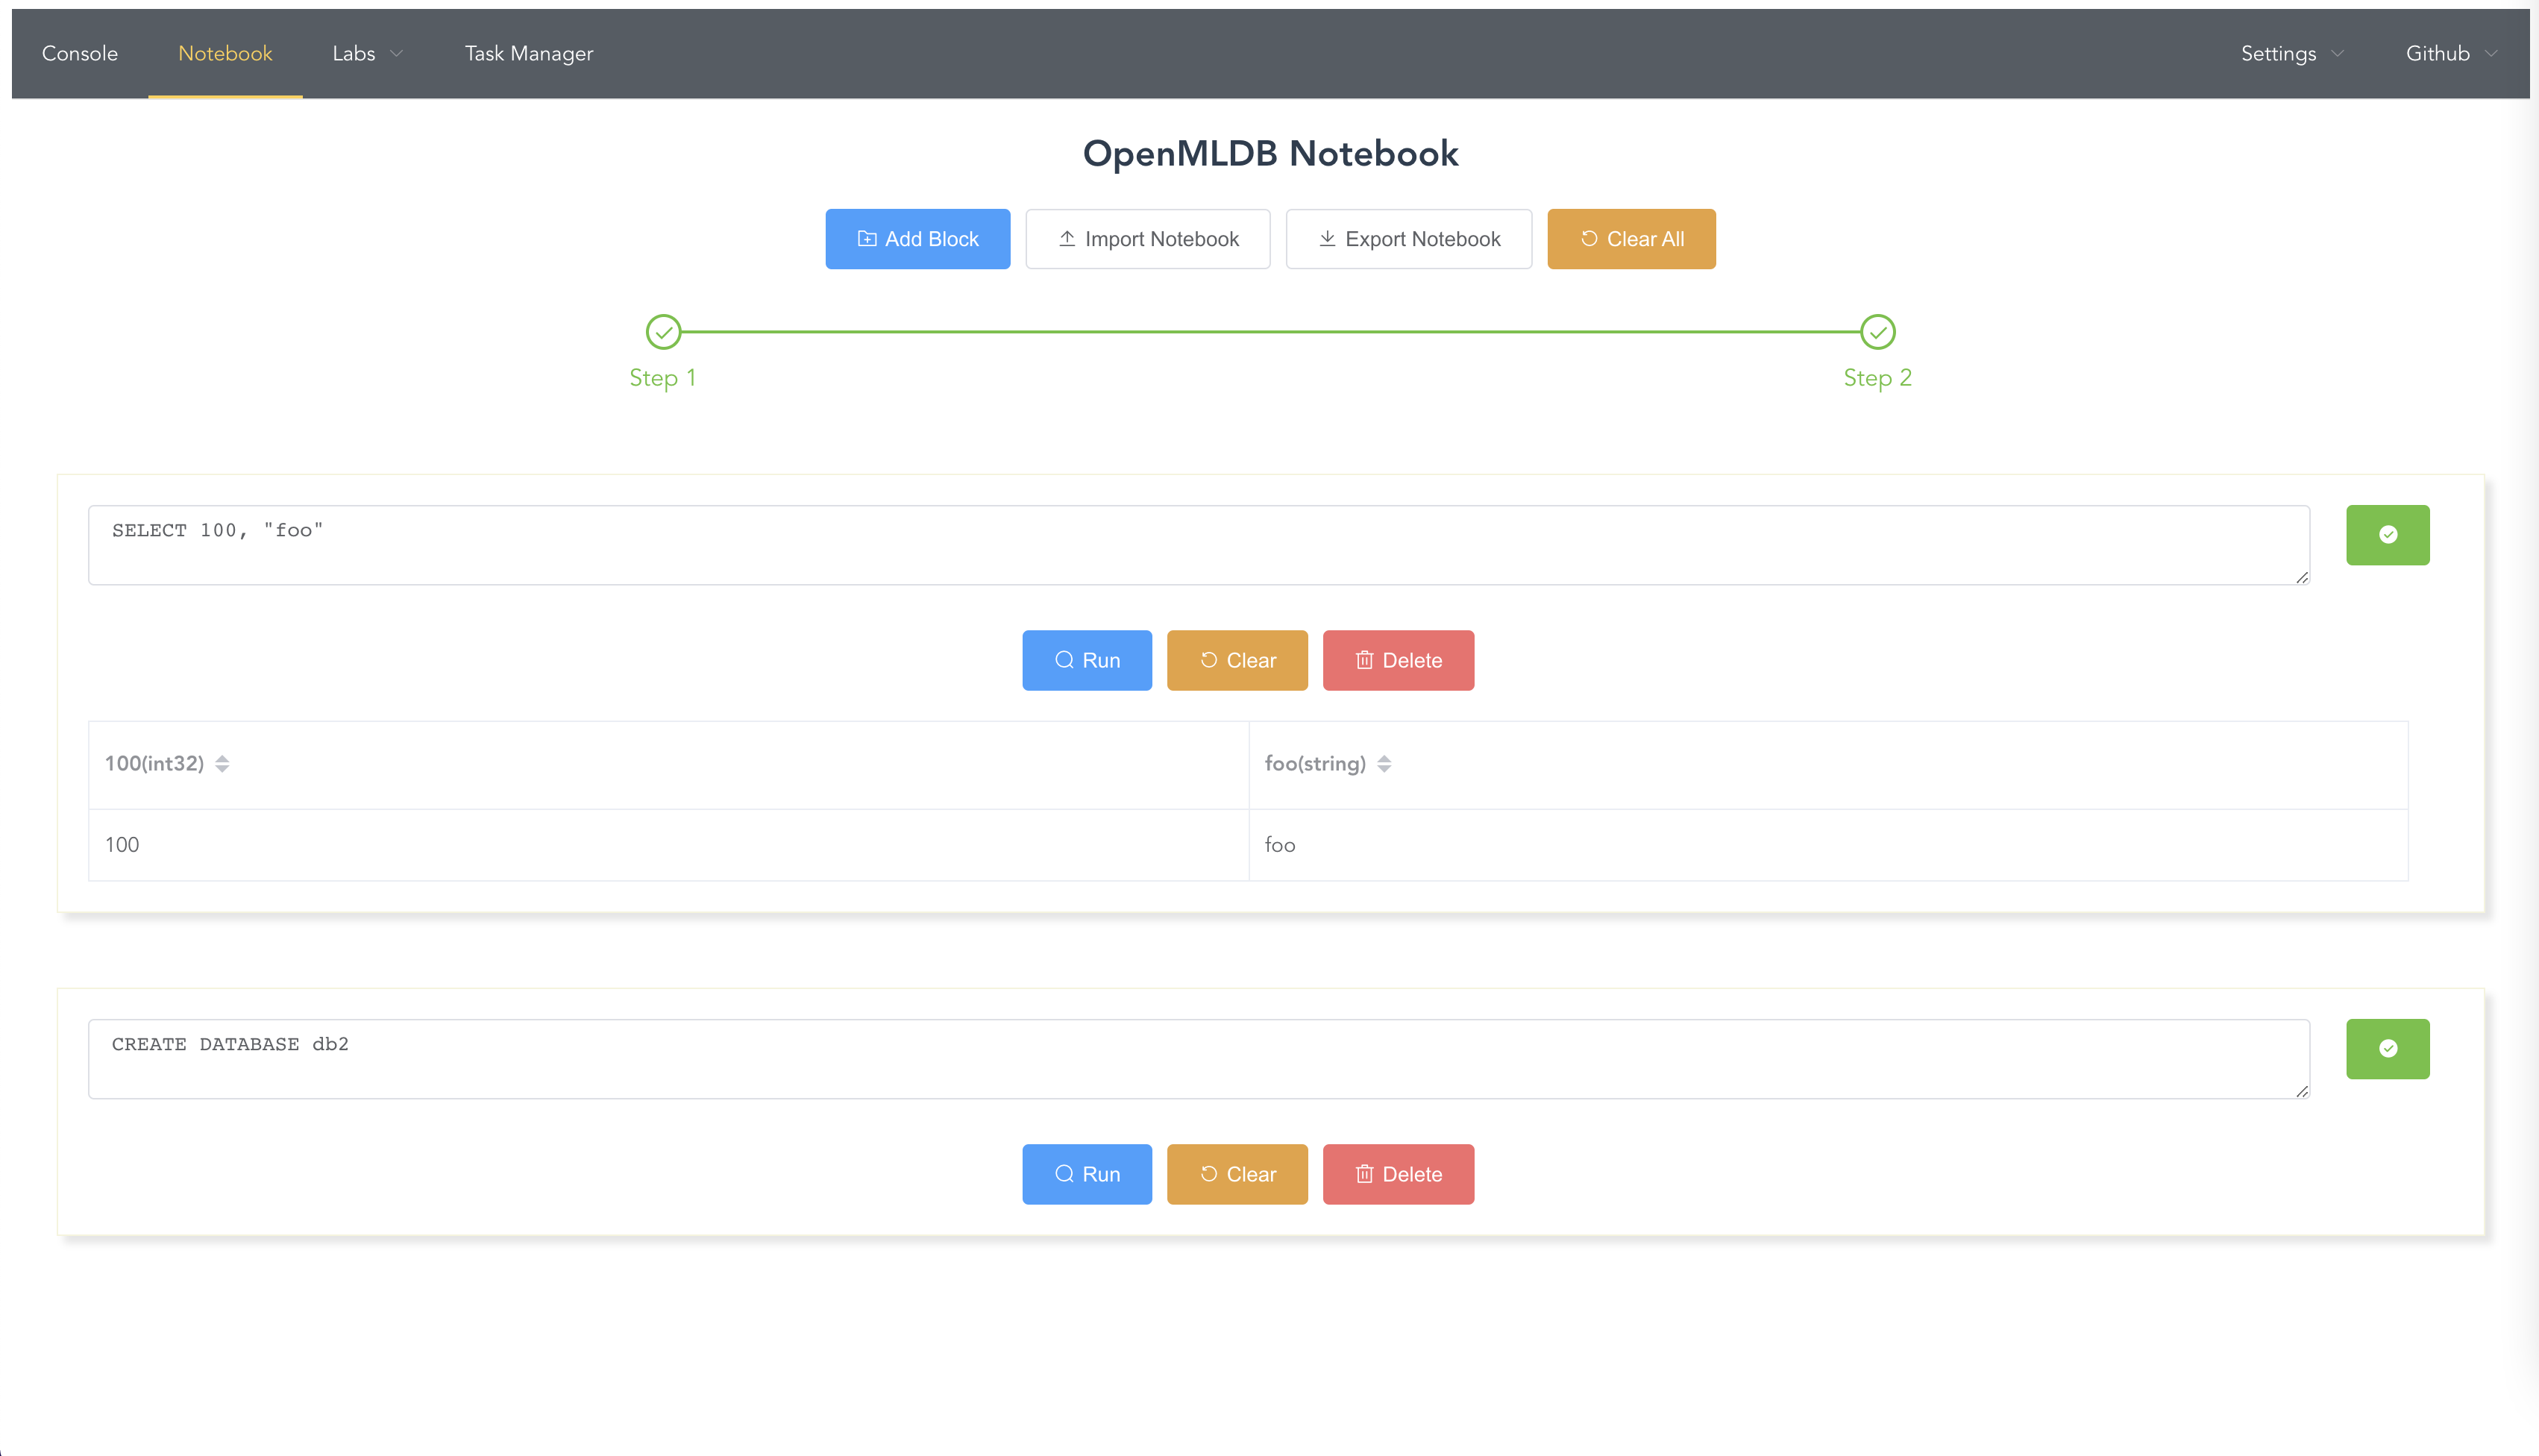 Console Notebook Labs Task Manager Settings Github
OpenMLDB Notebook
Add Block Import Notebook Export Notebook Clear All
Step 1 Step 2
SELECT 100, "foo"
Run Clear Delete
100(int32) foo(string)
100 foo
CREATE DATABASE db2
Run Clear Delete